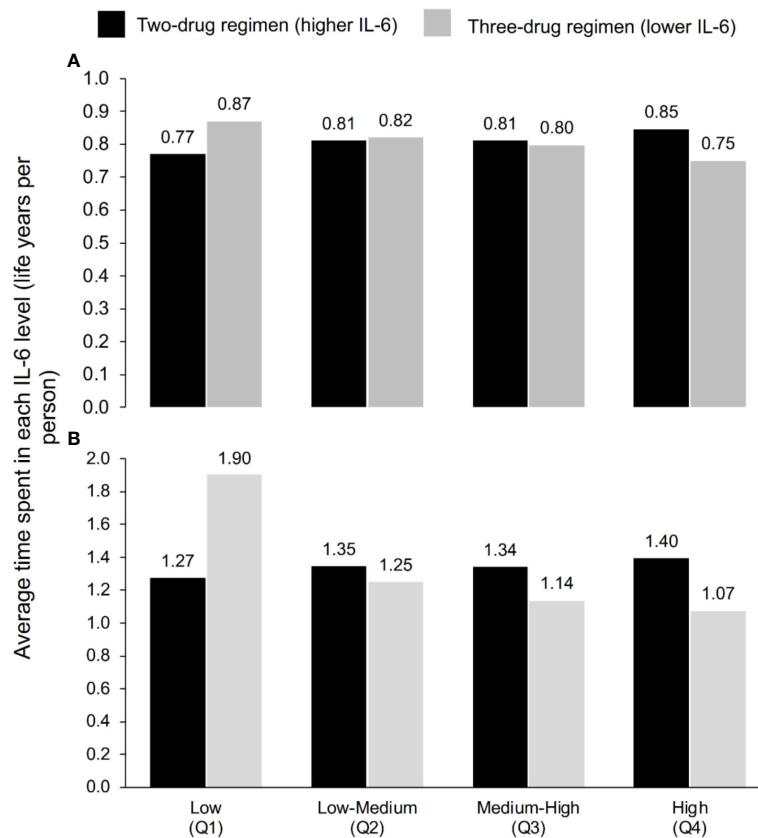 Two-drug regimen (higher IL-6) Three-drug regimen (lower IL-6)
A
Average time spent in each IL-6 level (life years per
person)
1.0
0.9
0.8
0.7
0.6
0.5
0.4
0.3
0.2
0.1
0.0
0.77 0.87 0.81 0.82 0.81 0.80 0.85 0.75
B
2.0
1.8
1.6
1.4
1.2
1.0
0.8
0.6
0.4
0.2
0.0
1.27 1.90 1.35 1.25 1.34 1.14 1.40 1.07
Low Low-Medium Medium-High High
(Q1) (Q2) (Q3) (Q4)